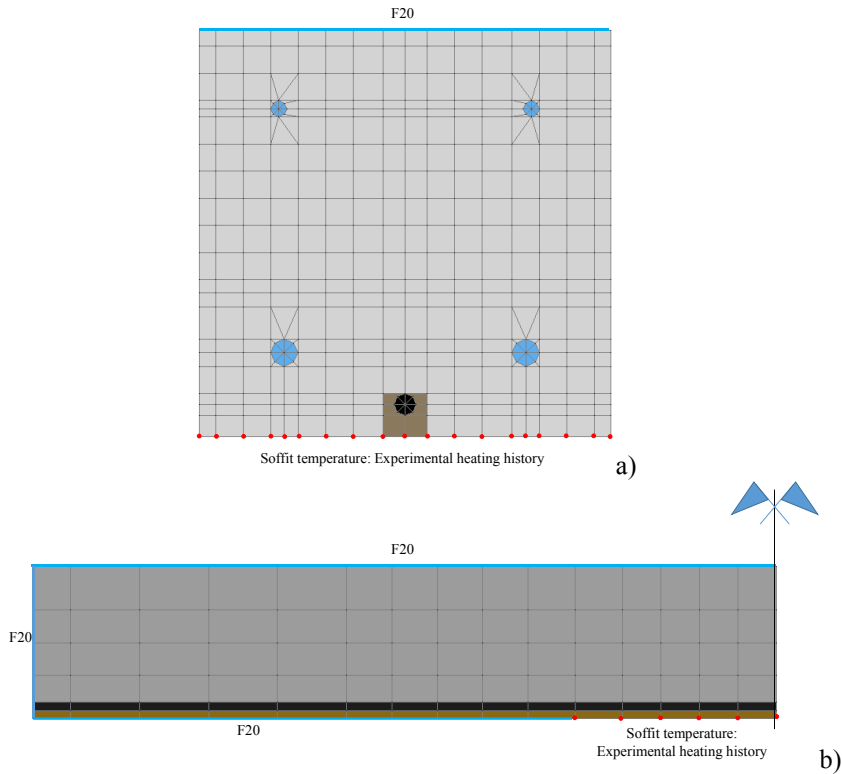 F20
Soffit temperature: Experimental heating history
a)
F20
F20
F20
Soffit temperature:
Experimental heating history
b)